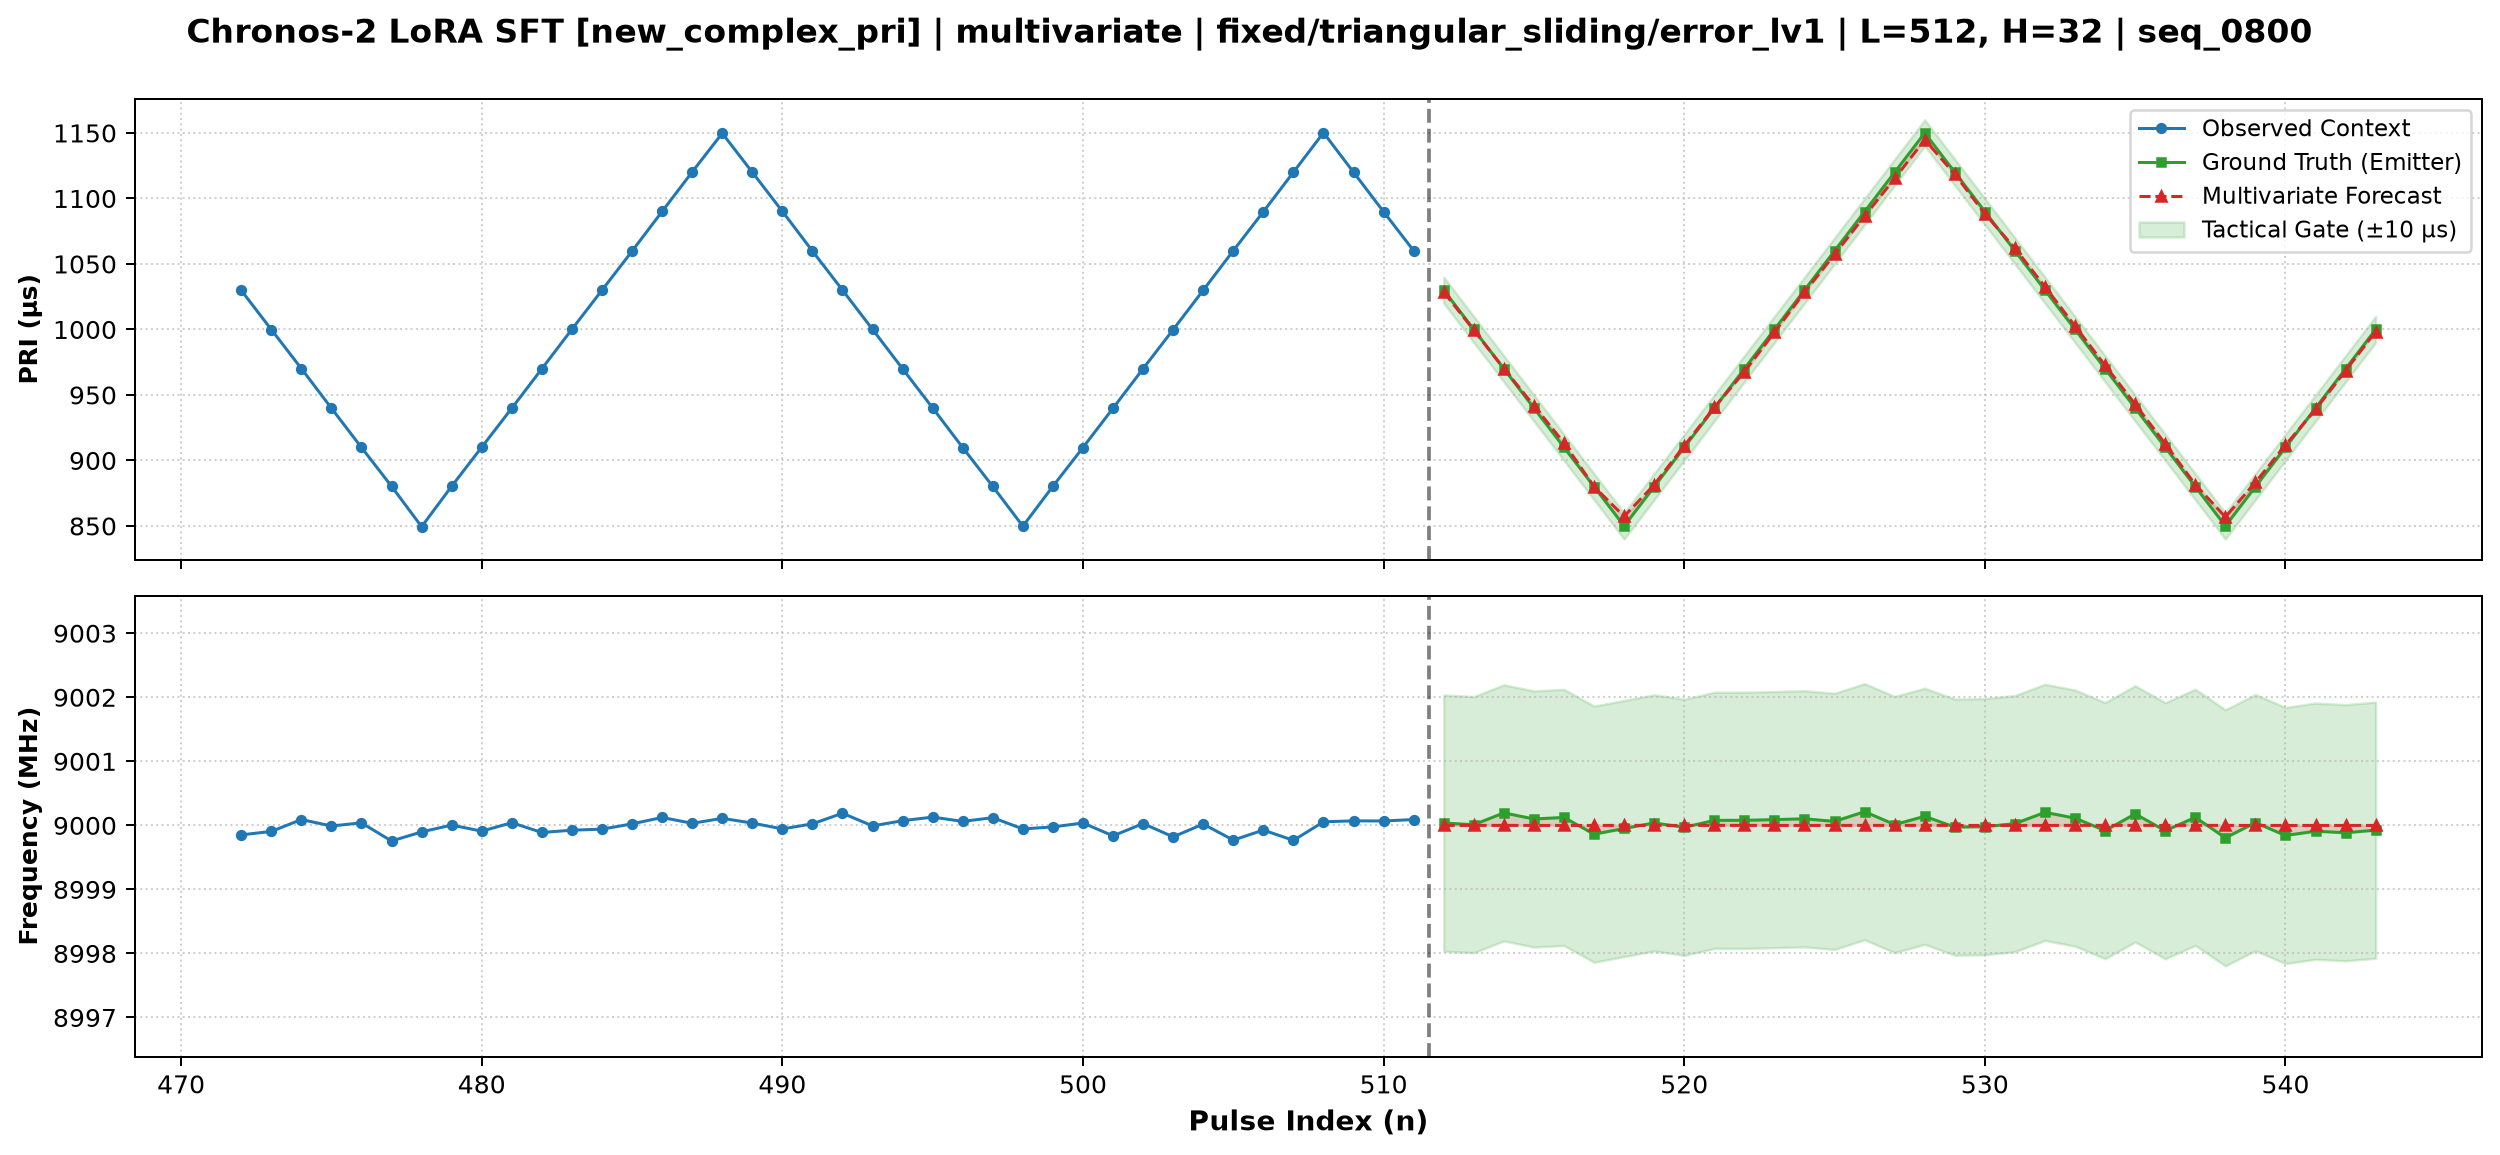 Chronos-2 LoRA SFT [new_complex_pri] | multivariate | fixed/triangular_sliding/error_lv1 | L=512, H=32 | seq_0800
PRI (µs)
1150
1100
1050
1000
950
900
850
Observed Context
Ground Truth (Emitter)
Multivariate Forecast
Tactical Gate (±10 µs)
Frequency (MHz)
9003
9002
9001
9000
8999
8998
8997
470 480 490 500 510 520 530 540
Pulse Index (n)